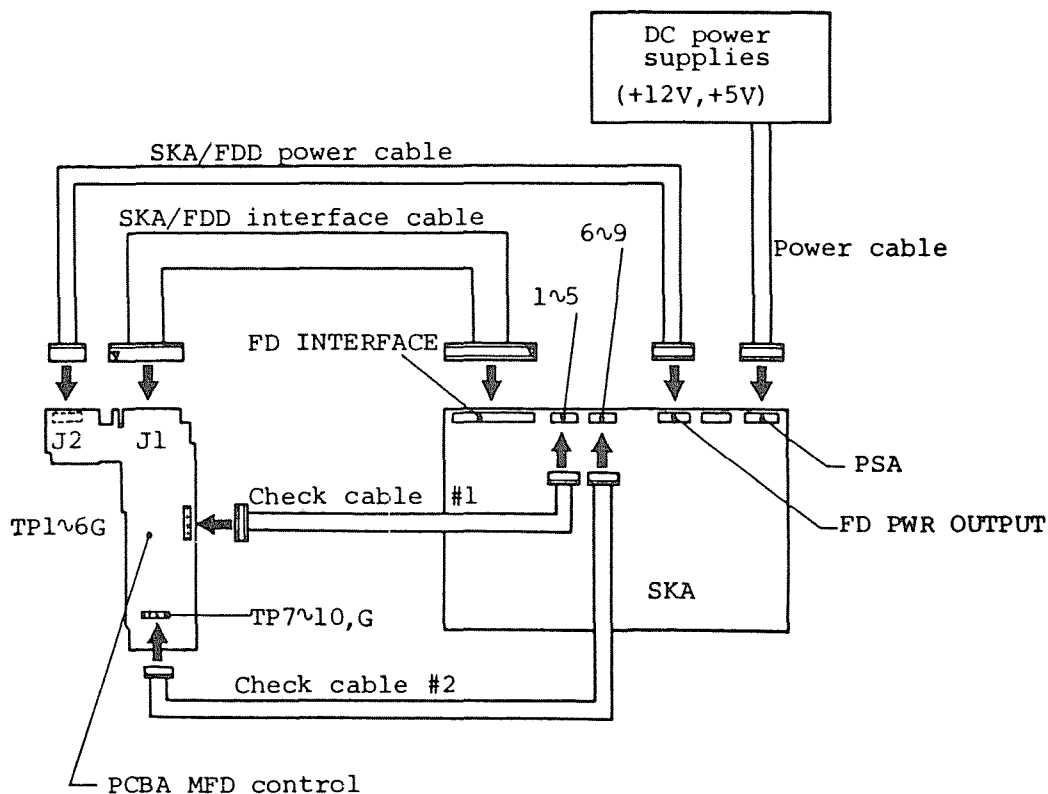 DC power
supplies
(+12V,+5V)
SKA/FDD power cable
SKA/FDD interface cable
6~9
Power cable
1~5
FD INTERFACE
J2
J1
PSA
Check cable #1
TP1~6G
FD PWR OUTPUT
SKA
TP7~10,G
Check cable #2
PCBA MFD control